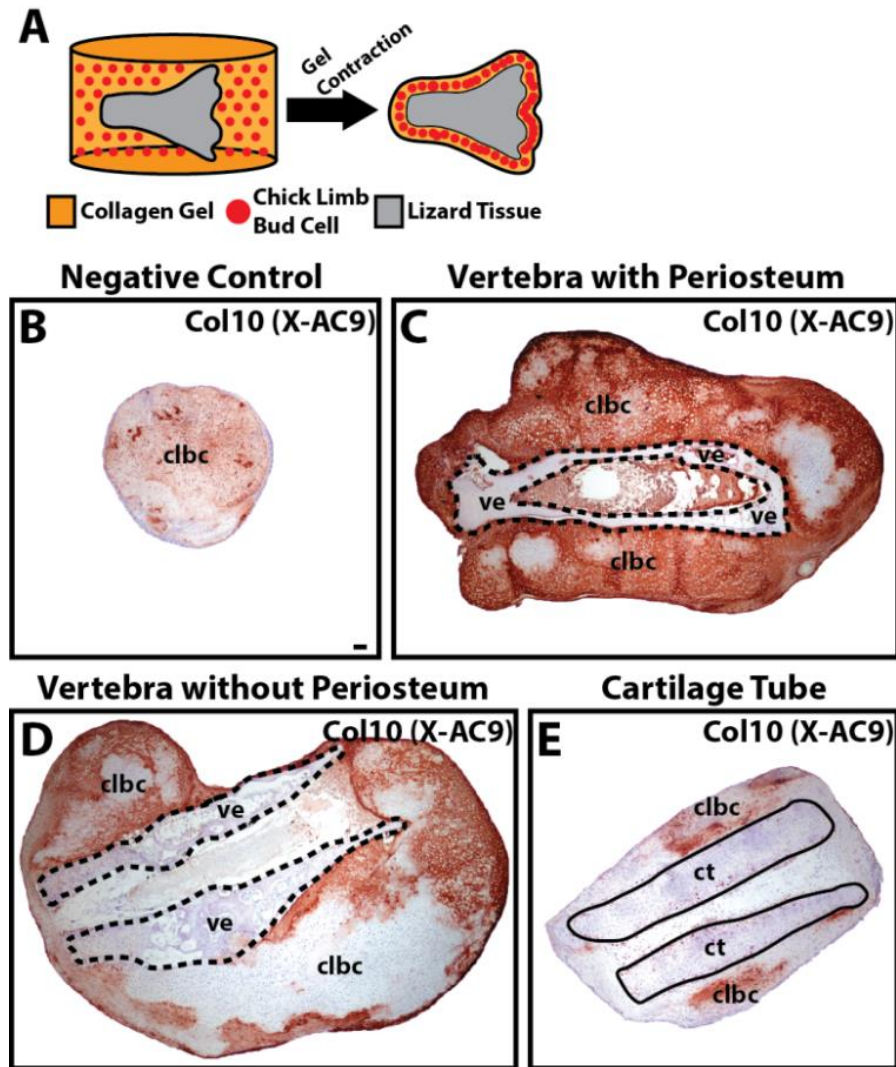 A
Gel
Contraction
Collagen Gel
Chick Limb
Bud Cell
Lizard Tissue
Negative Control
Vertebra with Periosteum
B
Col10 (X-AC9)
clbc
C
Col10 (X-AC9)
clbc
ve
ve
ve
clbc
Vertebra without Periosteum
Cartilage Tube
D
Col10 (X-AC9)
clbc
ve
ve
clbc
E
Col10 (X-AC9)
clbc
ct
ct
clbc